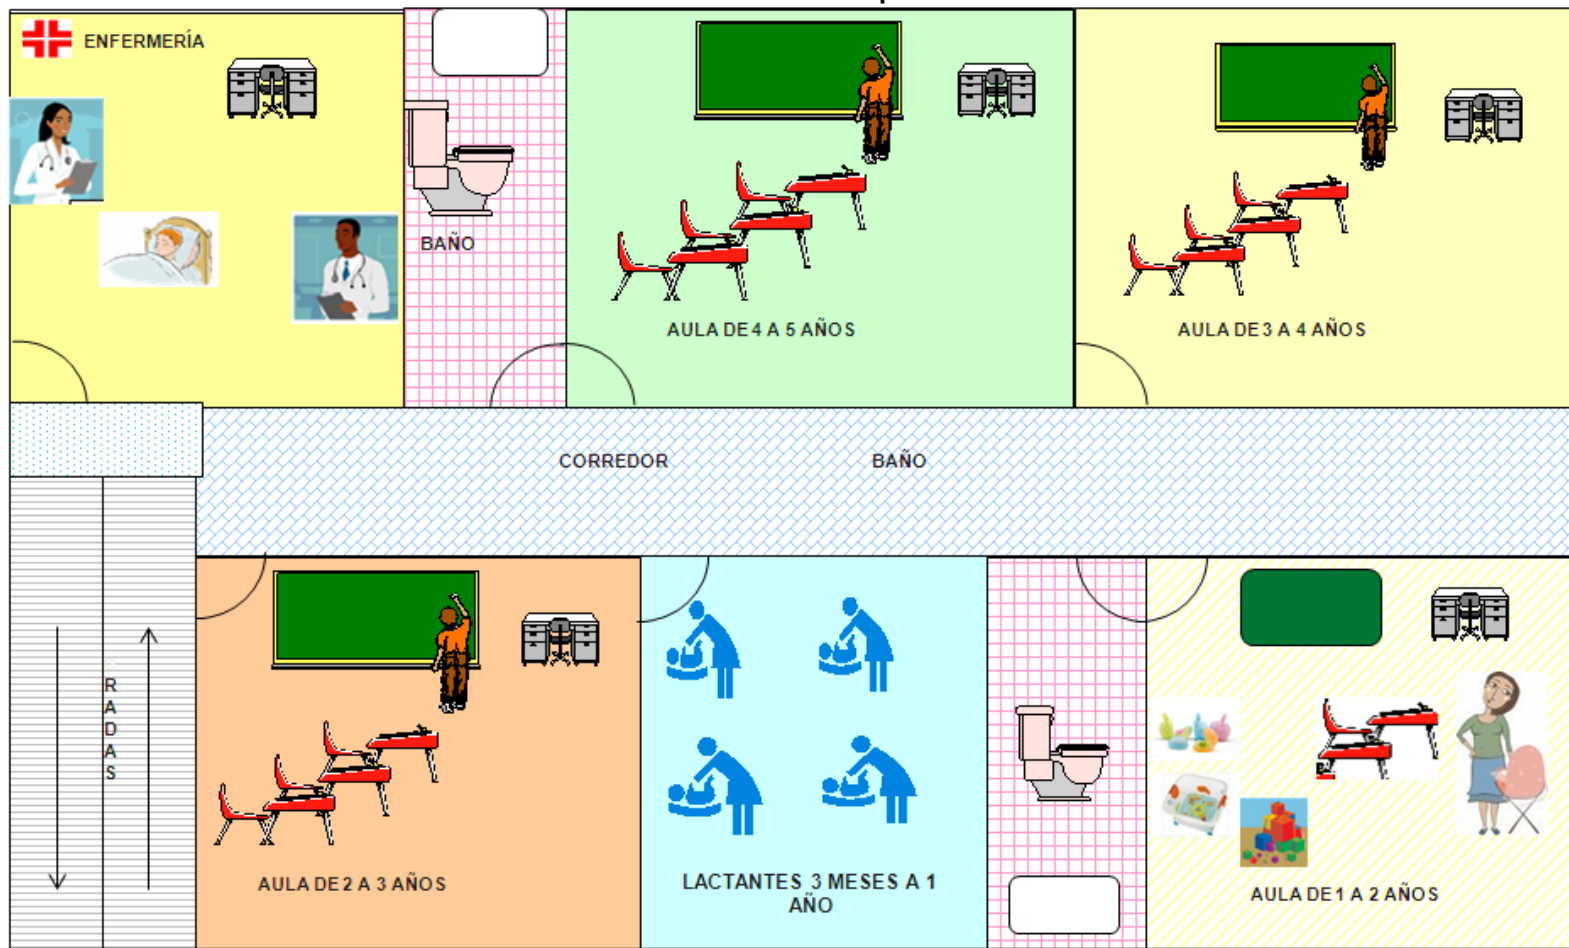 ENFERMERÍA
BAÑO
AULA DE 4 A 5 AÑOS
AULA DE 3 A 4 AÑOS
CORREDOR
BAÑO
RADAS
AULA DE 2 A 3 AÑOS
LACTANTES 3 MESES A 1
AÑO
AULA DE 1 A 2 AÑOS